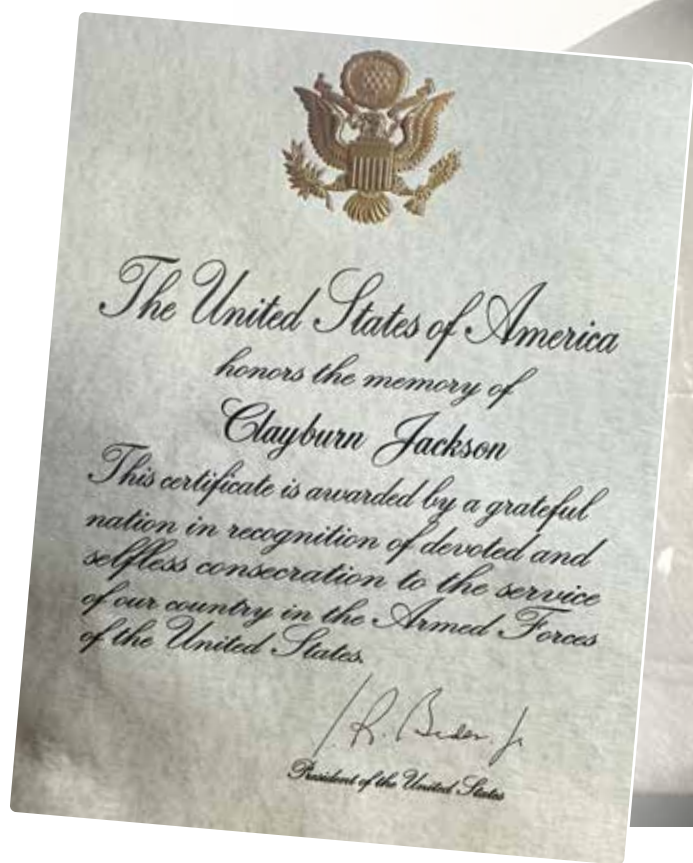 The United States of America
honors the memory of
Clayburn Jackson
This certificate is awarded by a grateful
nation in recognition of devoted and
selfless consecration to the service
of our country in the Armed Forces
of the United States.
J R. Biden Jr
President of the United States